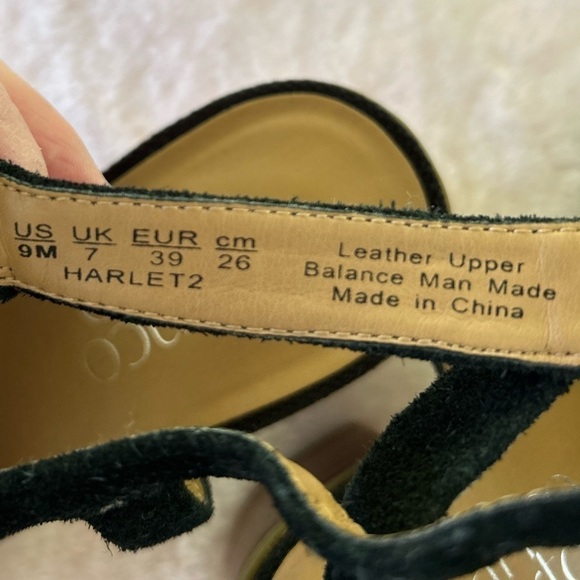 US UK EUR cm
9M 7 39 26
HARLET2
Leather Upper
Balance Man Made
Made in China